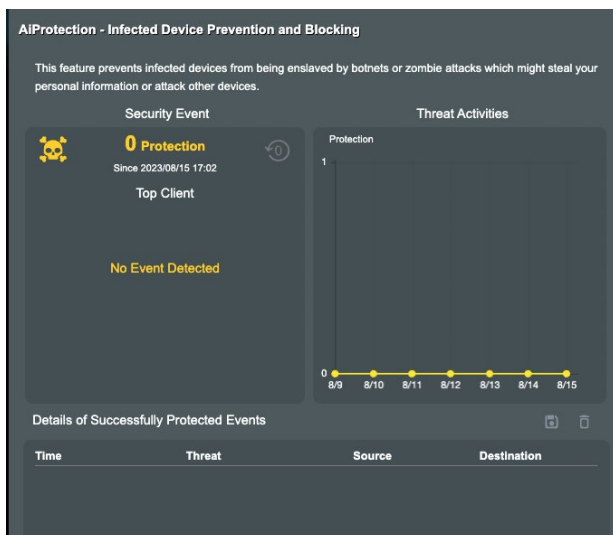 AiProtection - Infected Device Prevention and Blocking
This feature prevents infected devices from being enslaved by botnets or zombie attacks which might steal your
personal information or attack other devices.
Security Event
0 Protection
Since 2023/08/15 17:02
0
Top Client
No Event Detected
Threat Activities
Protection
1
0
8/9 8/10 8/11 8/12 8/13 8/14 8/15
Details of Successfully Protected Events
Time Threat Source Destination